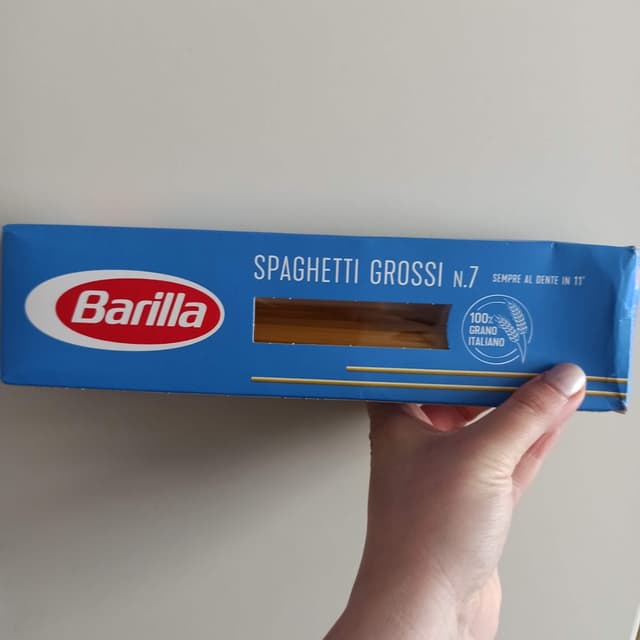 Barilla
SPAGHETTI GROSSI N.7
SEMPRE AL DENTE IN 11'
100%
GRANO
ITALIANO